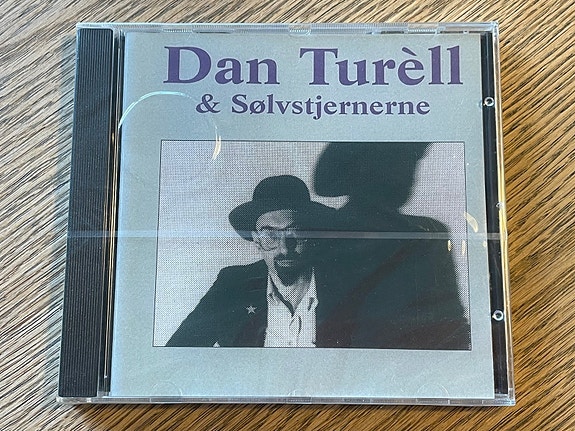 Dan Turèll
& Sølvstjernerne